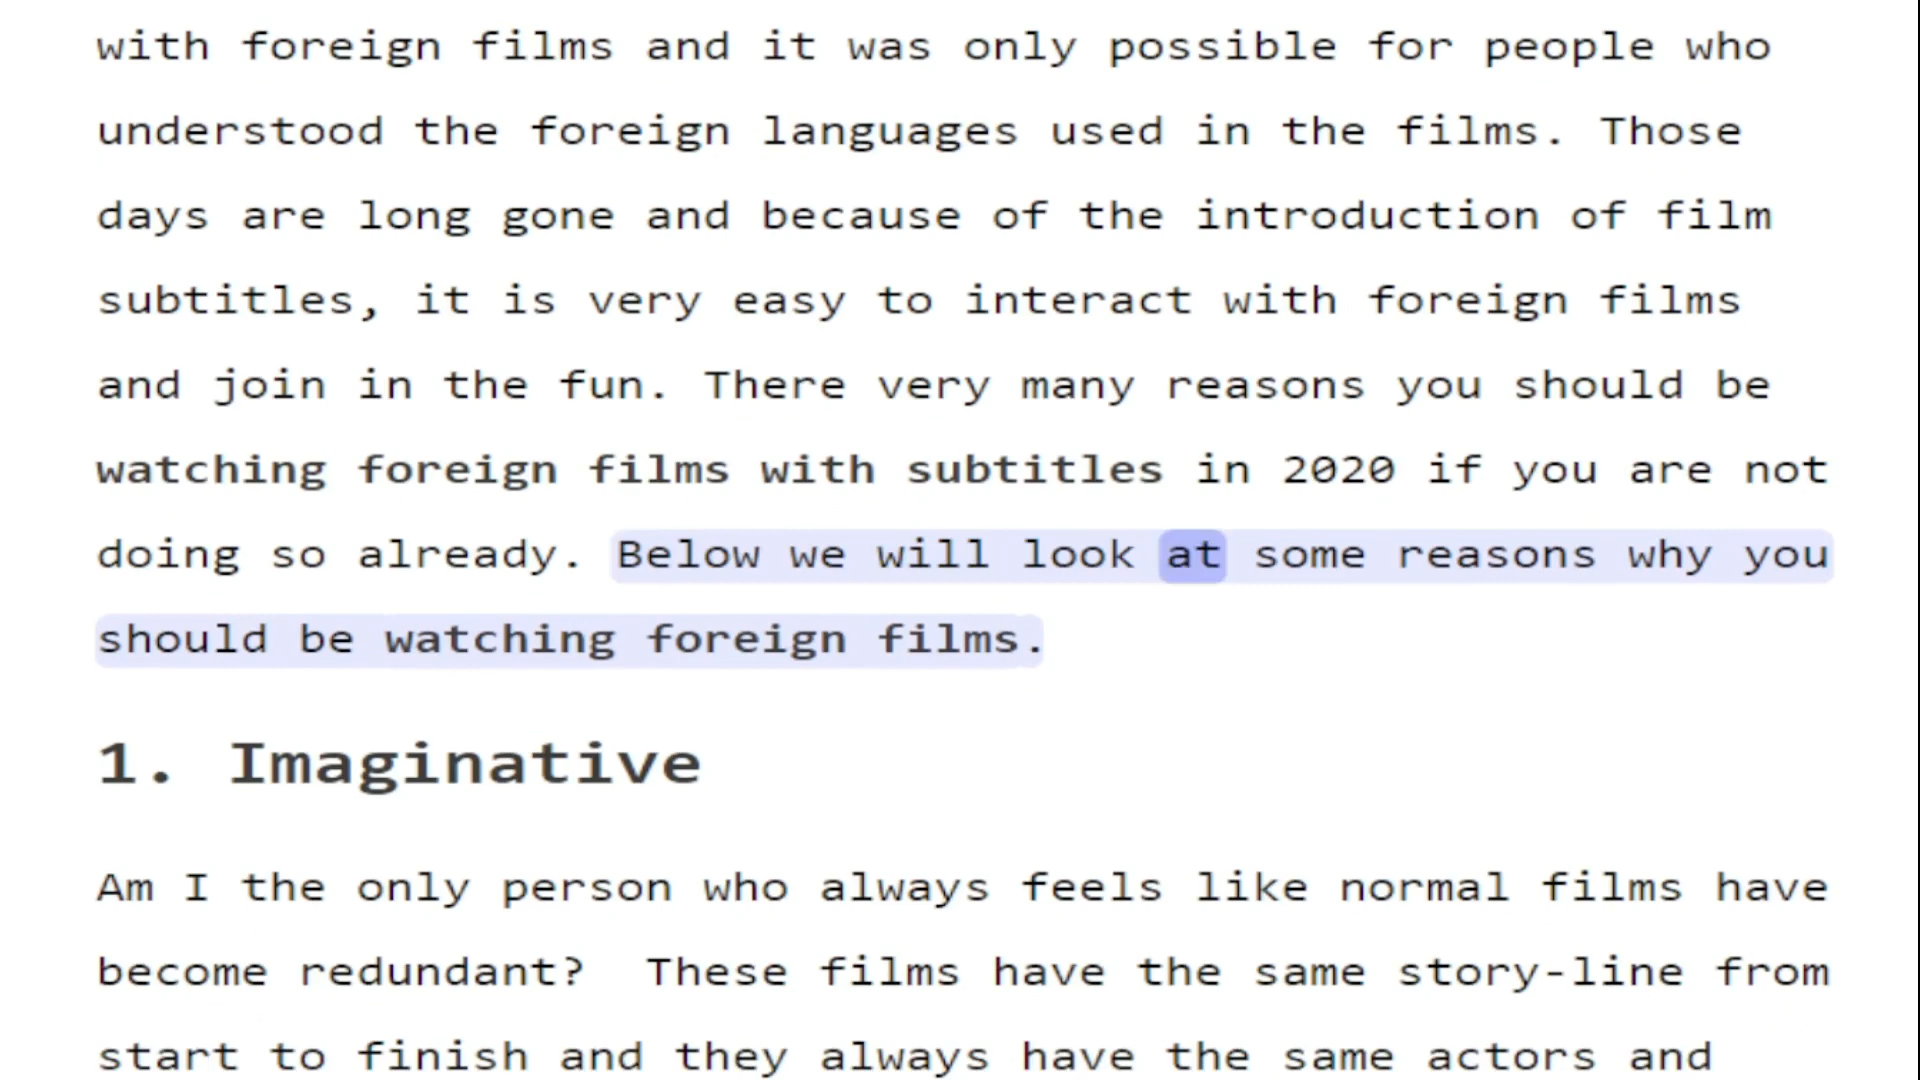 with foreign films and it was only possible for people who
understood the foreign languages used in the films. Those
days are long gone and because of the introduction of film
subtitles, it is very easy to interact with foreign films
and join in the fun. There very many reasons you should be
watching foreign films with subtitles in 2020 if you are not
doing so already. Below we will look at some reasons why you
should be watching foreign films.
1. Imaginative
Am I the only person who always feels like normal films have
become redundant?  These films have the same story-line from
start to finish and they always have the same actors and